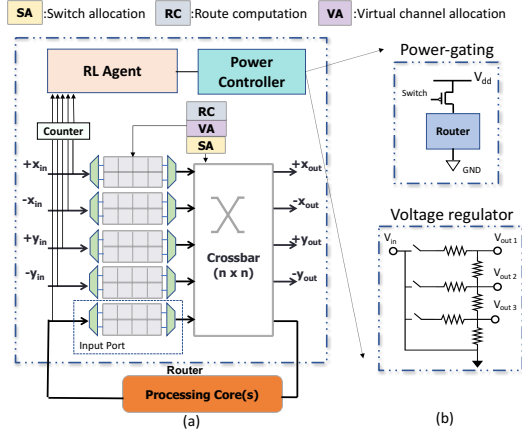 SA :Switch allocation RC :Route computation VA :Virtual channel allocation
RL Agent
Power
Controller
Counter
RC
VA
SA
+xin
-xin
+yin
-yin
+xout
-xout
+yout
-yout
Crossbar
(n x n)
Input Port
Router
Processing Core(s)
(a)
Power-gating
Vdd
Switch
Router
GND
Voltage regulator
Vin
Vout 1
Vout 2
Vout 3
(b)